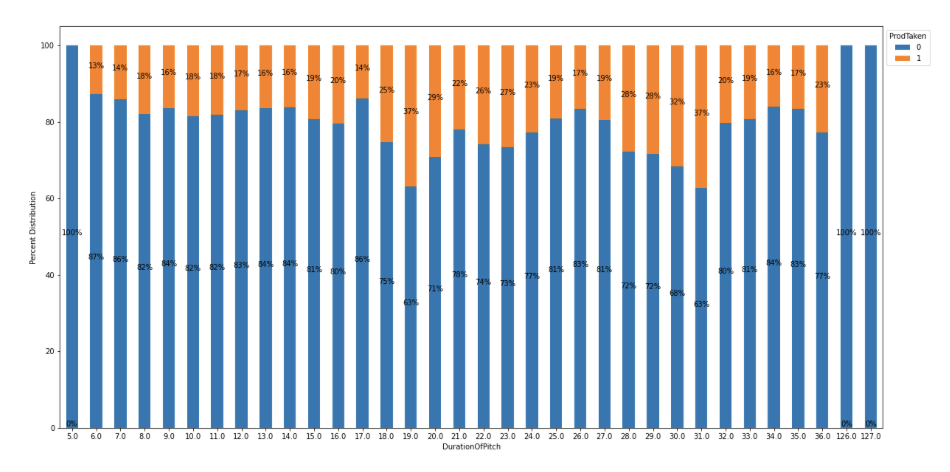 ProdTaken
0
1
100
80
60
40
20
0
Percent Distribution
13% 14% 18% 16% 18% 18% 17% 16% 16% 19% 20% 14% 25% 37% 29% 22% 26% 27% 23% 19% 17% 19% 28% 28% 32% 37% 20% 19% 16% 17% 23%
100% 87% 86% 82% 84% 82% 82% 83% 84% 84% 81% 80% 86% 75% 63% 71% 78% 74% 73% 77% 81% 83% 81% 72% 72% 68% 63% 80% 81% 84% 83% 77% 100% 100%
0% 0% 0%
5.0 6.0 7.0 8.0 9.0 10.0 11.0 12.0 13.0 14.0 15.0 16.0 17.0 18.0 19.0 20.0 21.0 22.0 23.0 24.0 25.0 26.0 27.0 28.0 29.0 30.0 31.0 32.0 33.0 34.0 35.0 36.0 126.0 127.0
DurationOfPitch